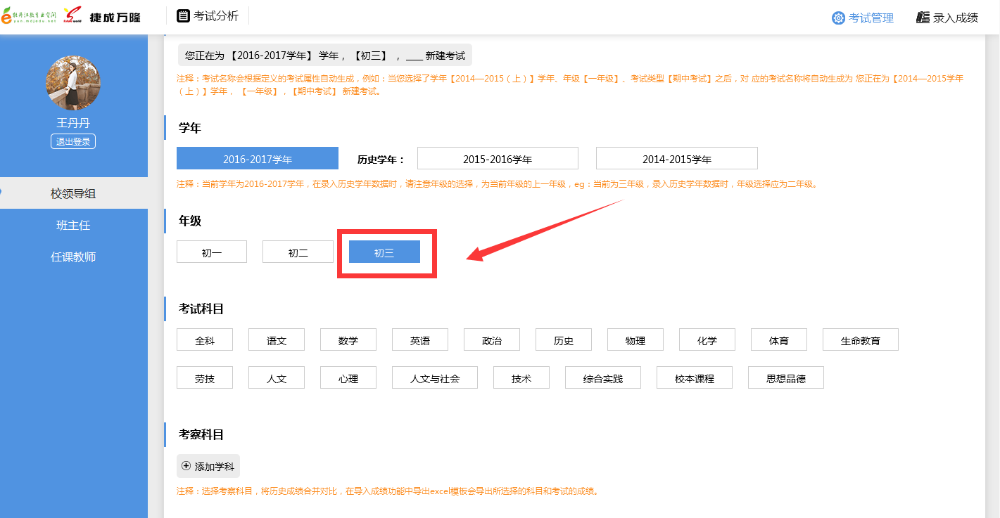 牡丹江教育云空间
yun.mdjedu.net
Future world
捷成万隆
考试分析
考试管理
录入成绩
王丹丹
退出登录
校领导组
班主任
任课教师
您正在为 【2016-2017学年】 学年， 【初三】 ， ____ 新建考试
注释：考试名称会根据定义的考试属性自动生成，例如：当您选择了学年【2014—2015（上）】学年、年级【一年级】、考试类型【期中考试】之后，对 应的考试名称将自动生成为 您正在为【2014—2015学年
（上）】学年， 【一年级】，【期中考试】 新建考试。
学年
2016-2017学年 历史学年： 2015-2016学年 2014-2015学年
注释：当前学年为2016-2017学年，在录入历史学年数据时，请注意年级的选择，为当前年级的上一年级，eg：当前为三年级，录入历史学年数据时，年级选择应为二年级。
年级
初一 初二 初三
考试科目
全科 语文 数学 英语 政治 历史 物理 化学 体育 生命教育
劳技 人文 心理 人文与社会 技术 综合实践 校本课程 思想品德
考察科目
添加学科
注释：选择考察科目，将历史成绩合并对比，在导入成绩功能中导出excel模板会导出所选择的科目和考试的成绩。